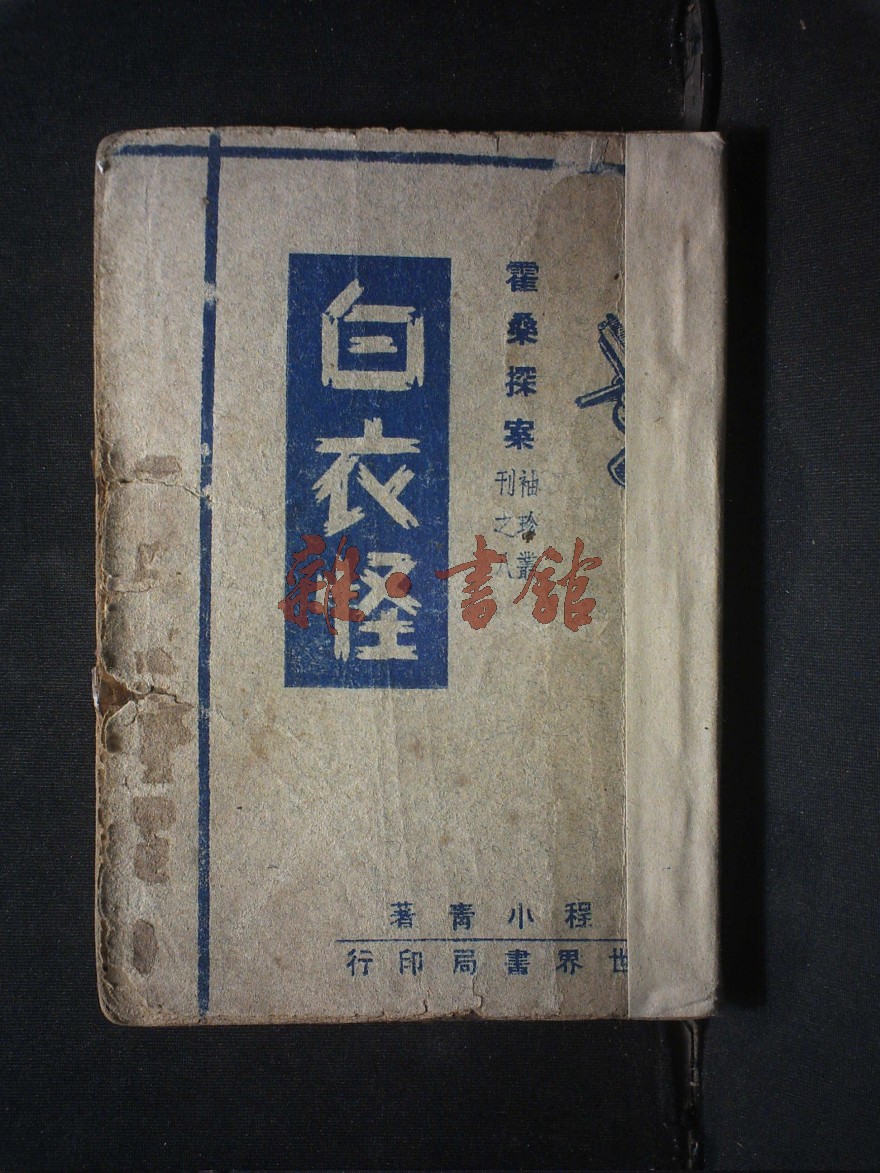 霍桑探案
袖珍叢
刊之八
白衣怪
程小青著
世界書局印行
雜·書館